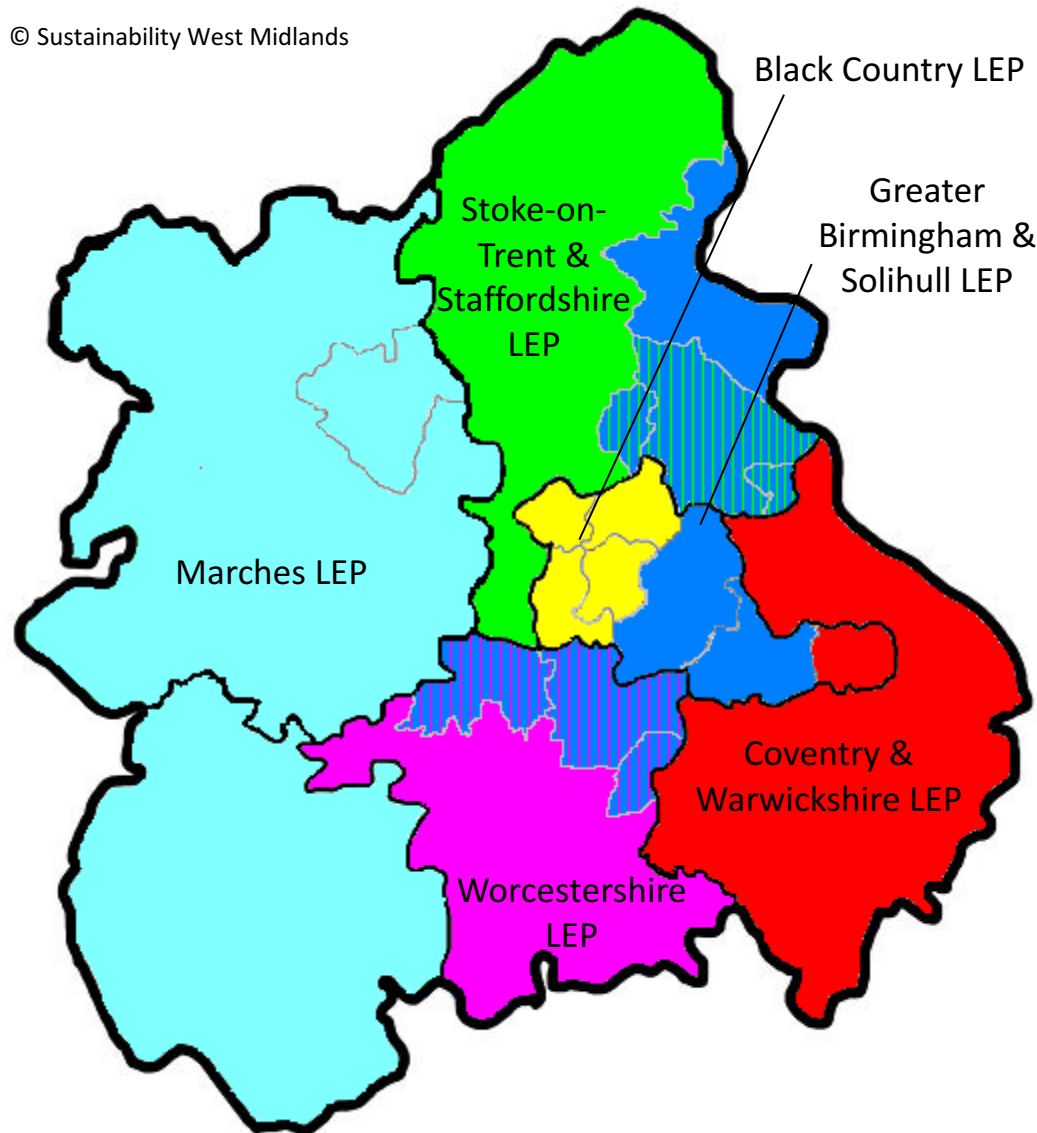 © Sustainability West Midlands
Black Country LEP
Greater
Birmingham &
Solihull LEP
Stoke-on-
Trent &
Staffordshire
LEP
Marches LEP
Coventry &
Warwickshire LEP
Worcestershire
LEP